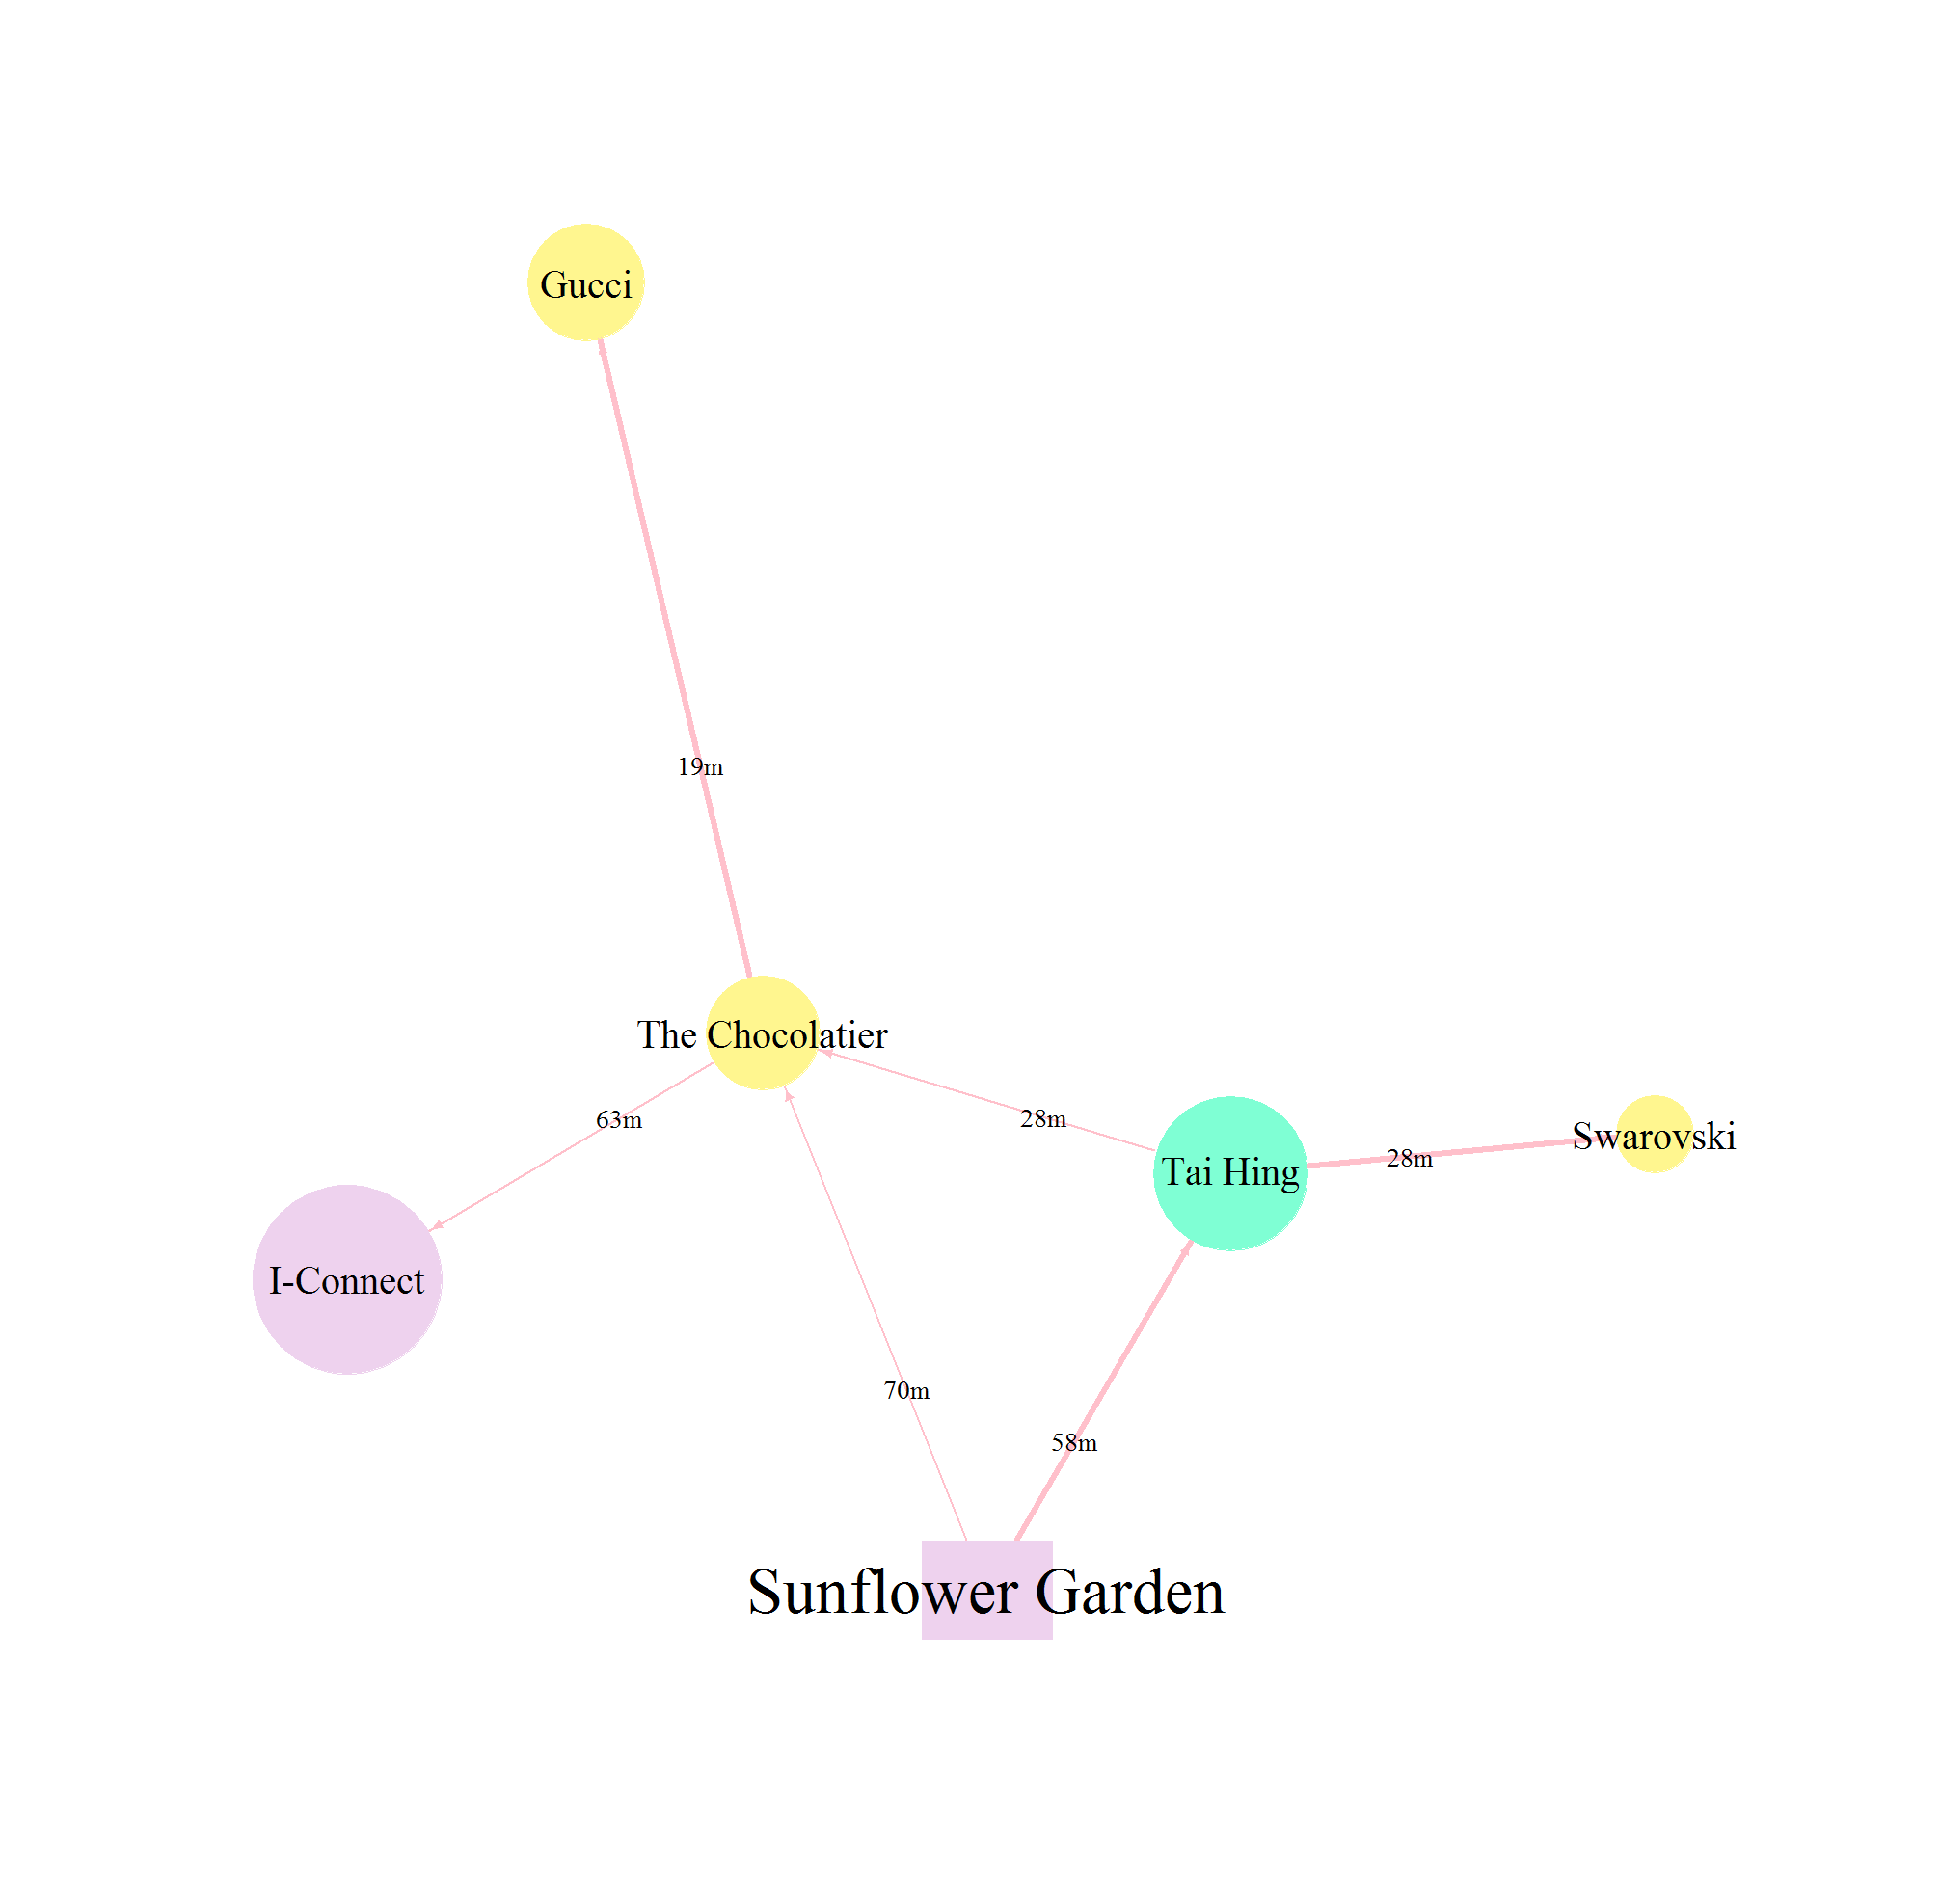 Gucci
19m
The Chocolatier
63m
28m
Swarovski
28m
Tai Hing
I-Connect
70m
58m
Sunflower Garden